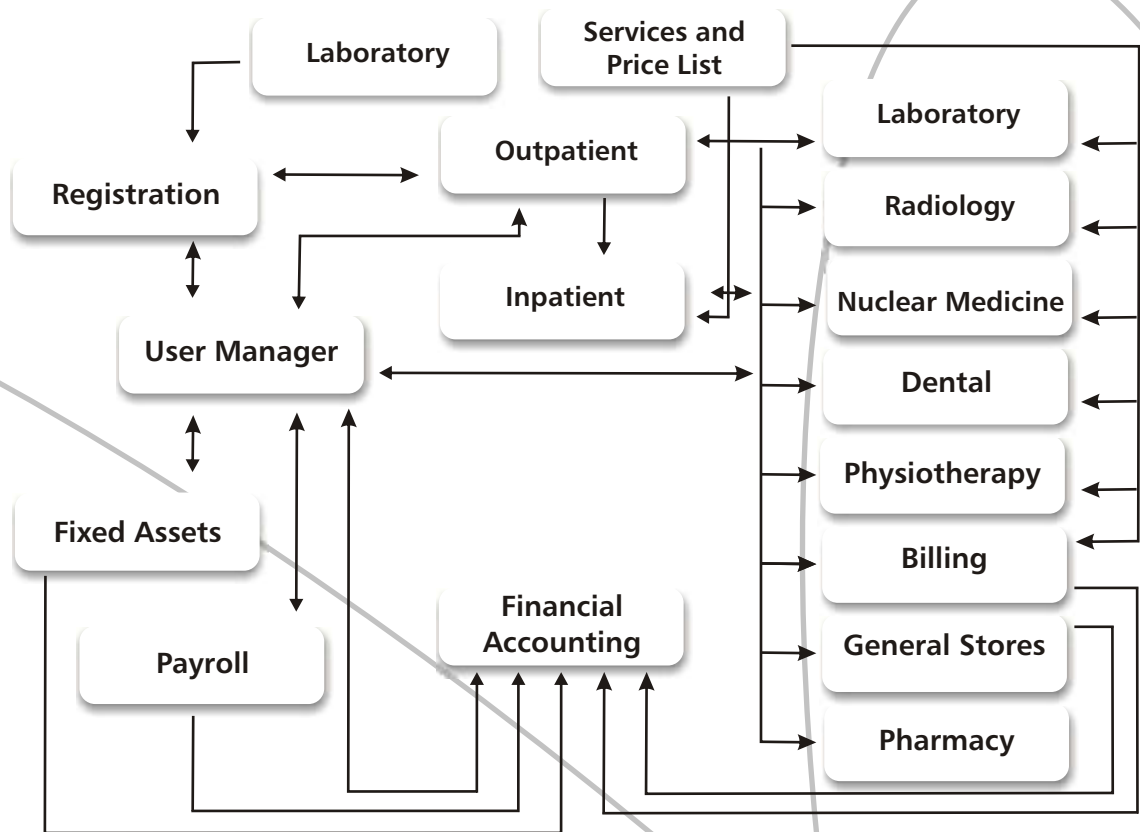 Laboratory
Services and
Price List
Laboratory
Outpatient
Registration
Radiology
Inpatient
Nuclear Medicine
User Manager
Dental
Physiotherapy
Fixed Assets
Billing
Financial
Accounting
General Stores
Payroll
Pharmacy